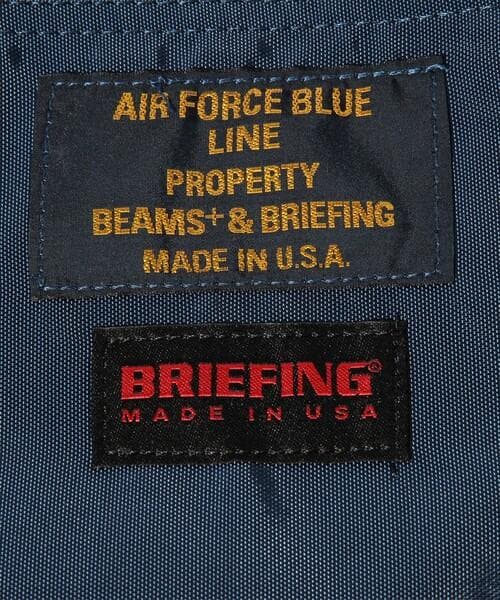 AIR FORCE BLUE
LINE
PROPERTY
BEAMS+ & BRIEFING
MADE IN U.S.A.
BRIEFING®
MADE IN USA